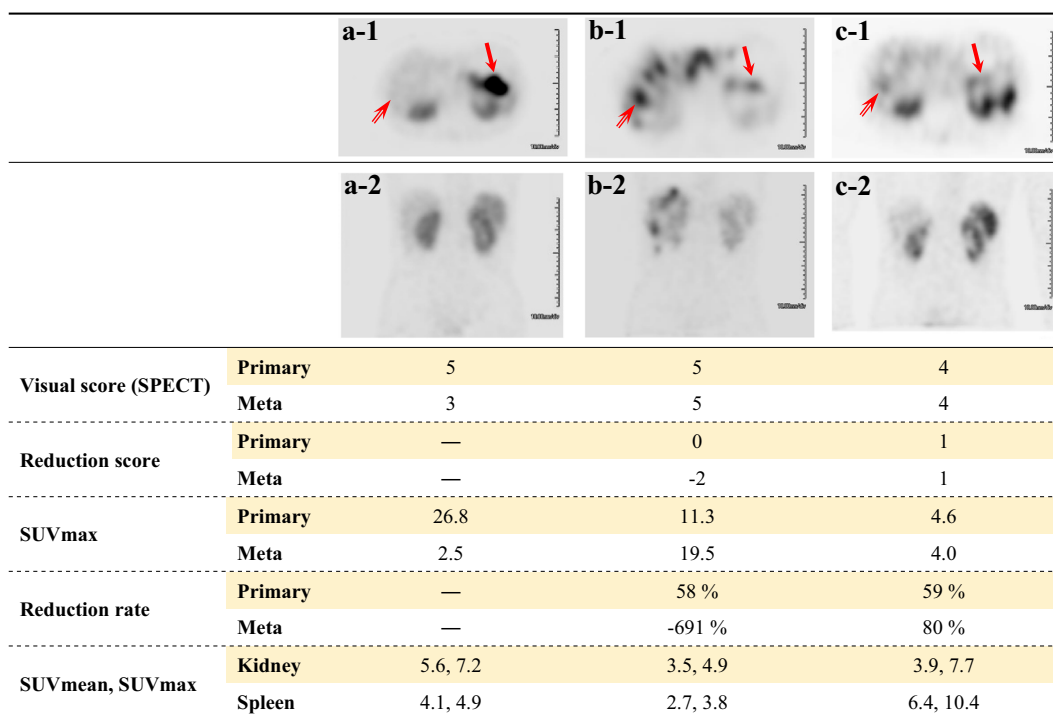 a-1 b-1 c-1
a-2 b-2 c-2
Visual score (SPECT) Primary 5 5 4
Meta 3 5 4
Reduction score Primary — 0 1
Meta — -2 1
SUVmax Primary 26.8 11.3 4.6
Meta 2.5 19.5 4.0
Reduction rate Primary — 58 % 59 %
Meta — -691 % 80 %
SUVmean, SUVmax Kidney 5.6, 7.2 3.5, 4.9 3.9, 7.7
Spleen 4.1, 4.9 2.7, 3.8 6.4, 10.4